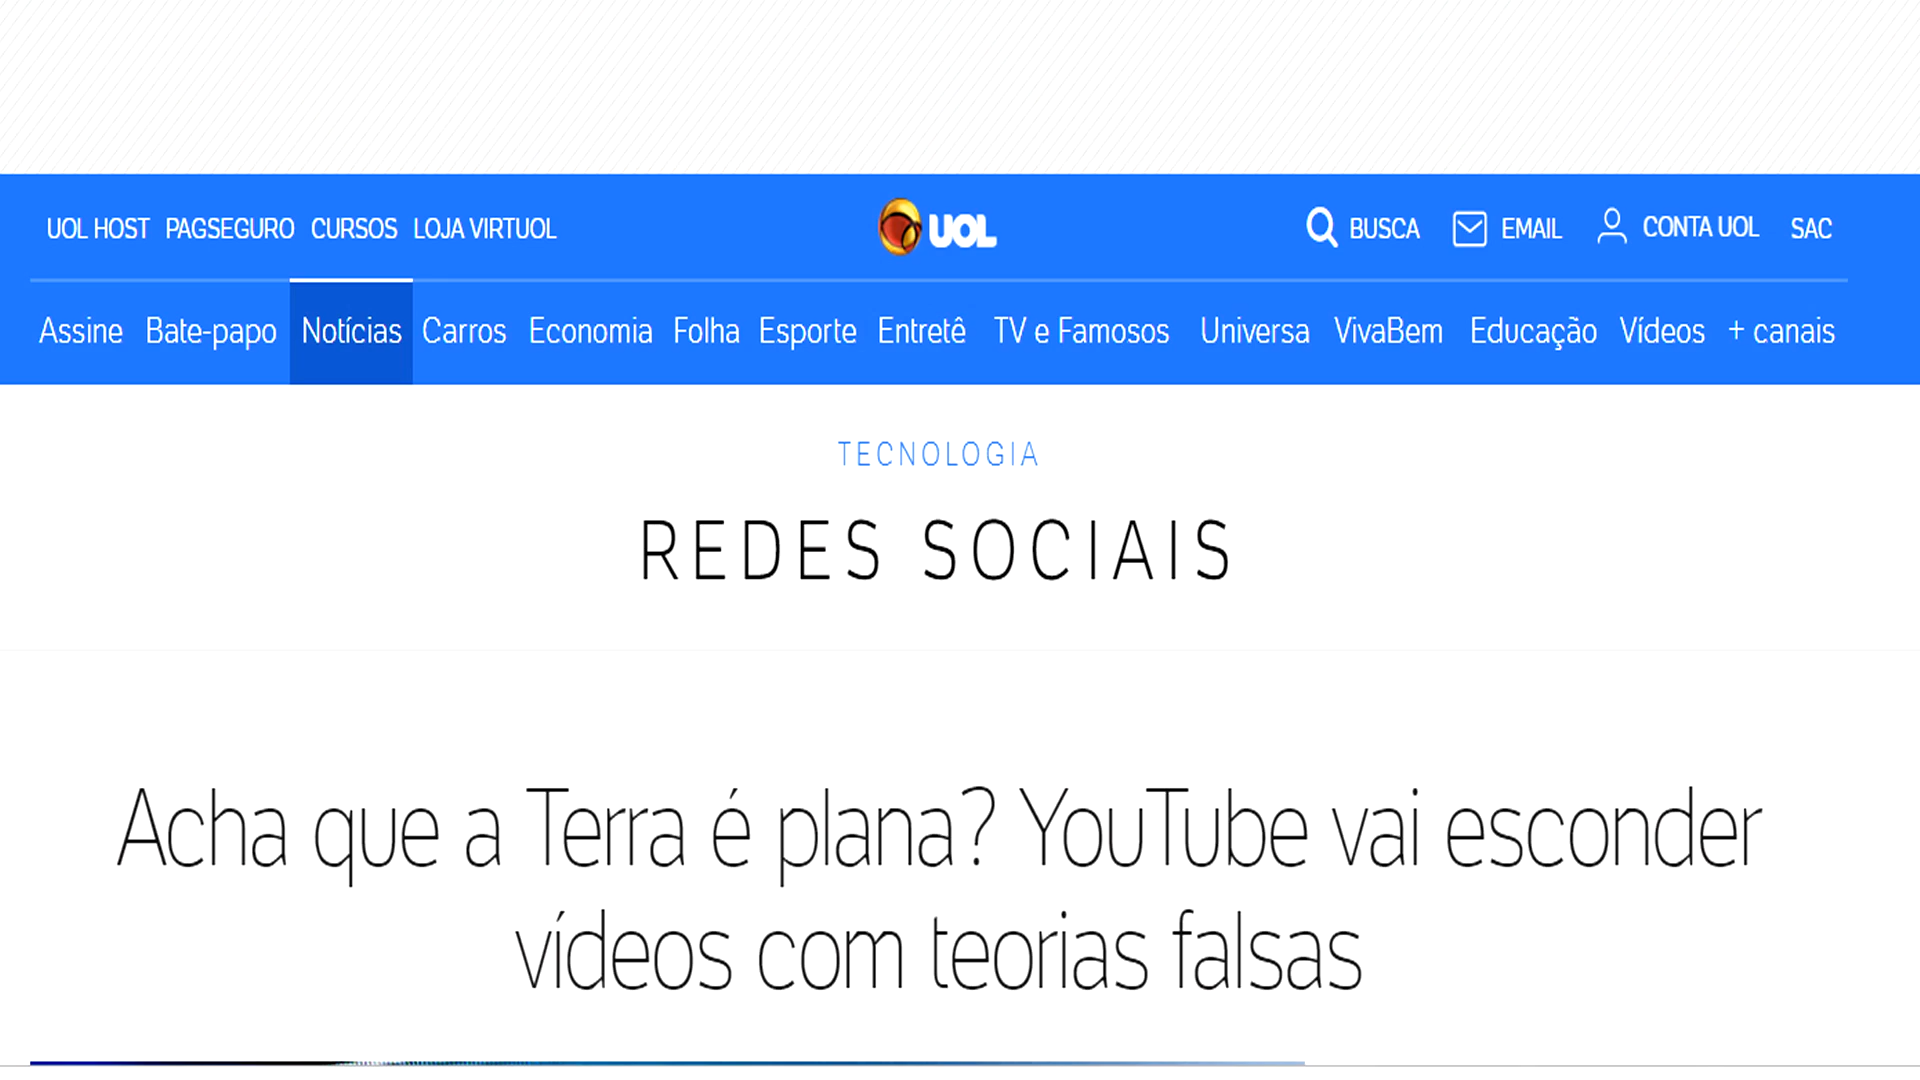 UOL HOST PAGSEGURO CURSOS LOJA VIRTUOL UOL BUSCA EMAIL CONTA UOL SAC
Assine Bate-papo Notícias Carros Economia Folha Esporte Entretê TV e Famosos Universa VivaBem Educação Vídeos + canais
TECNOLOGIA
REDES SOCIAIS
Acha que a Terra é plana? YouTube vai esconder
vídeos com teorias falsas